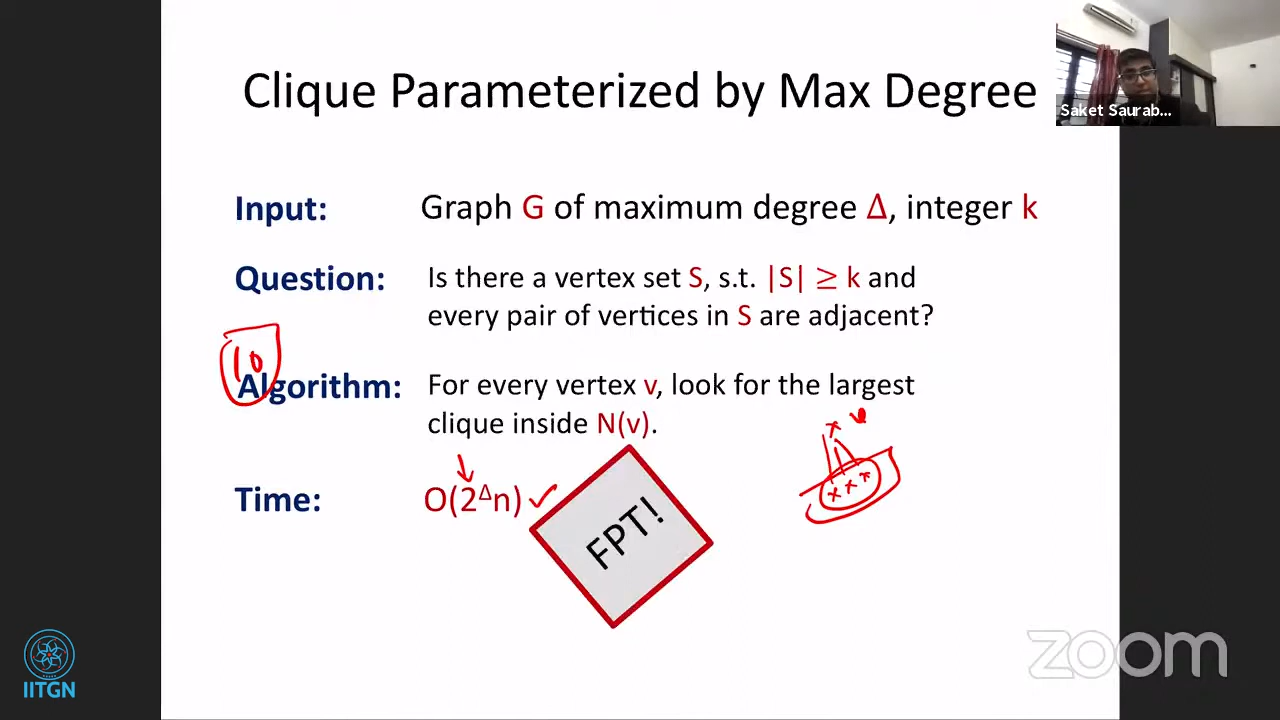 Clique Parameterized by Max Degree
Saket Saurab...
Input: Graph G of maximum degree Δ, integer k
Question: Is there a vertex set S, s.t. |S| ≥ k and
every pair of vertices in S are adjacent?
10
Algorithm: For every vertex v, look for the largest
clique inside N(v).
v
x
x x x
Time: O(2^Δn)
FPT!
zoom
IITGN